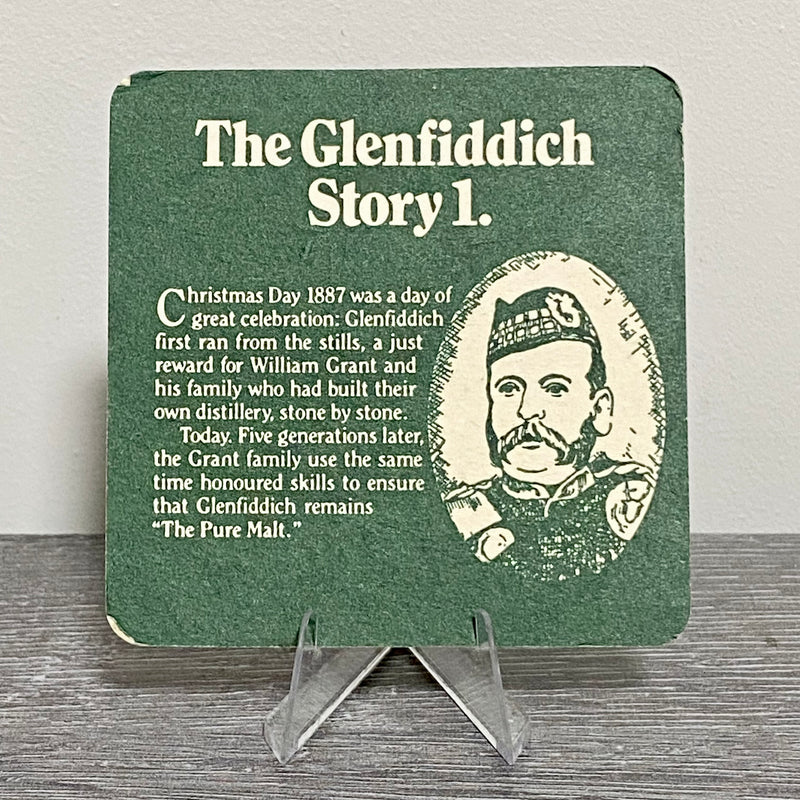 The Glenfiddich
Story 1.
Christmas Day 1887 was a day of
great celebration: Glenfiddich
first ran from the stills, a just
reward for William Grant and
his family who had built their
own distillery, stone by stone.
Today. Five generations later,
the Grant family use the same
time honoured skills to ensure
that Glenfiddich remains
“The Pure Malt.”